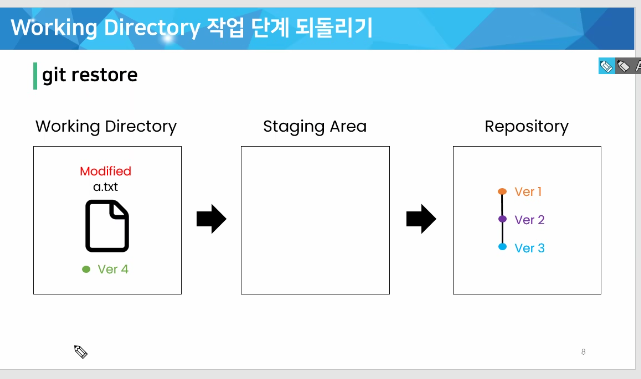 Working Directory 작업 단계 되돌리기
git restore
Working Directory
Staging Area
Repository
Modified
a.txt
Ver 4
Ver 1
Ver 2
Ver 3
8